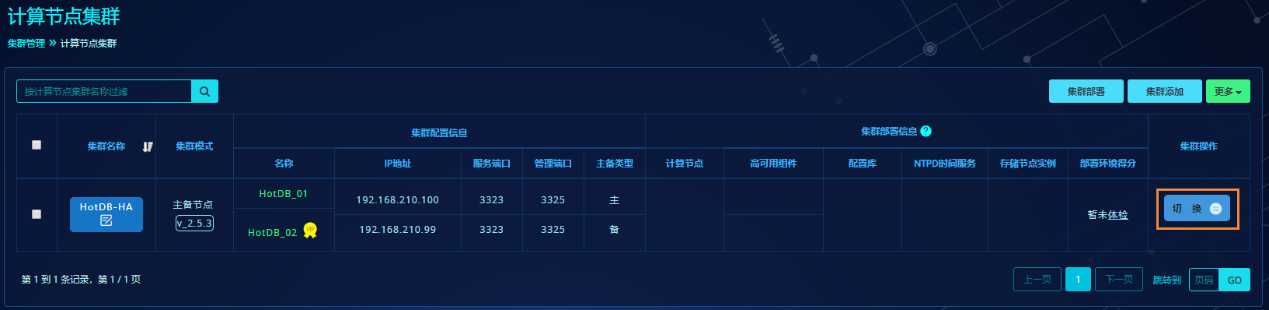 计算节点集群
集群管理 » 计算节点集群
按计算节点集群名称过滤
集群部署 集群添加 更多
集群名称 集群模式 集群配置信息 集群部署信息 ? 集群操作
名称 IP地址 服务端口 管理端口 主备类型 计算节点 高可用组件 配置库 NTPD时间服务 存储节点实例 部署环境得分
HotDB-HA 主备节点 v_2.5.3
HotDB_01 192.168.210.100 3323 3325 主
HotDB_02 192.168.210.99 3323 3325 备
暂未体检 切 换
第 1 到 1 条记录，第 1 / 1 页
上一页 1 下一页 跳转到 页码 GO